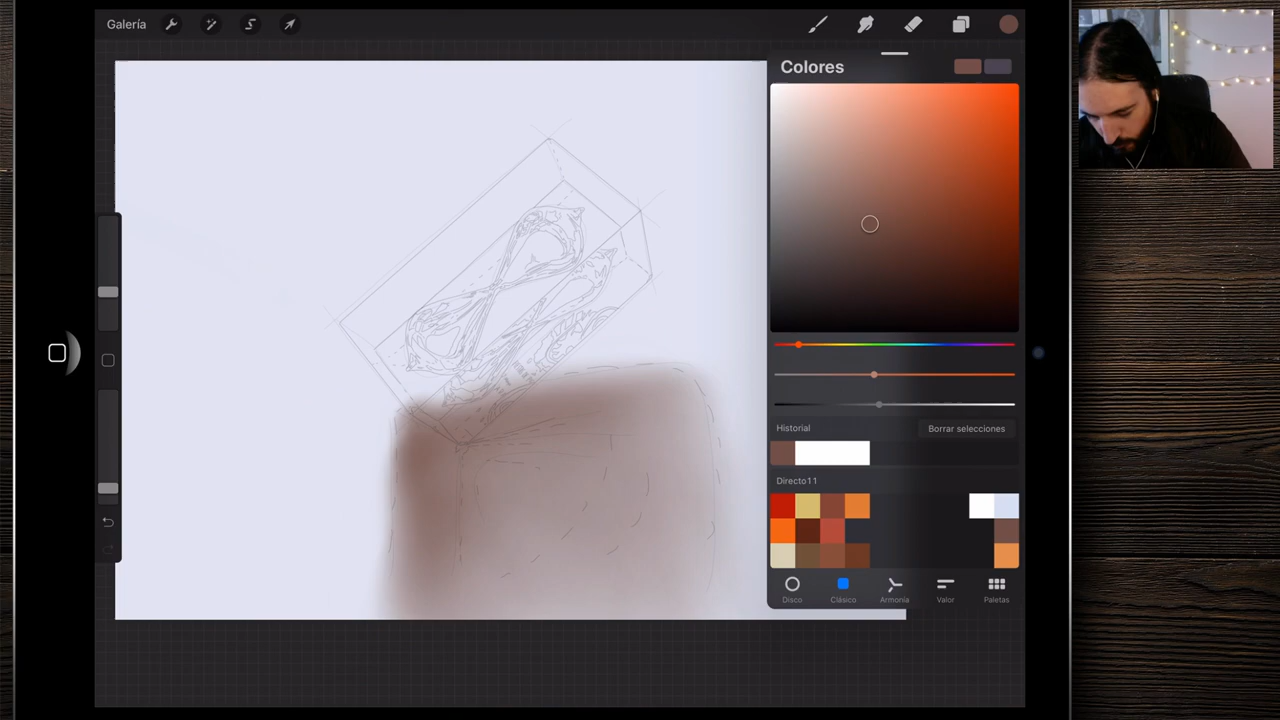 Galería
Colores
Historial
Borrar selecciones
Directo11
Disco
Clásico
Armonía
Valor
Paletas